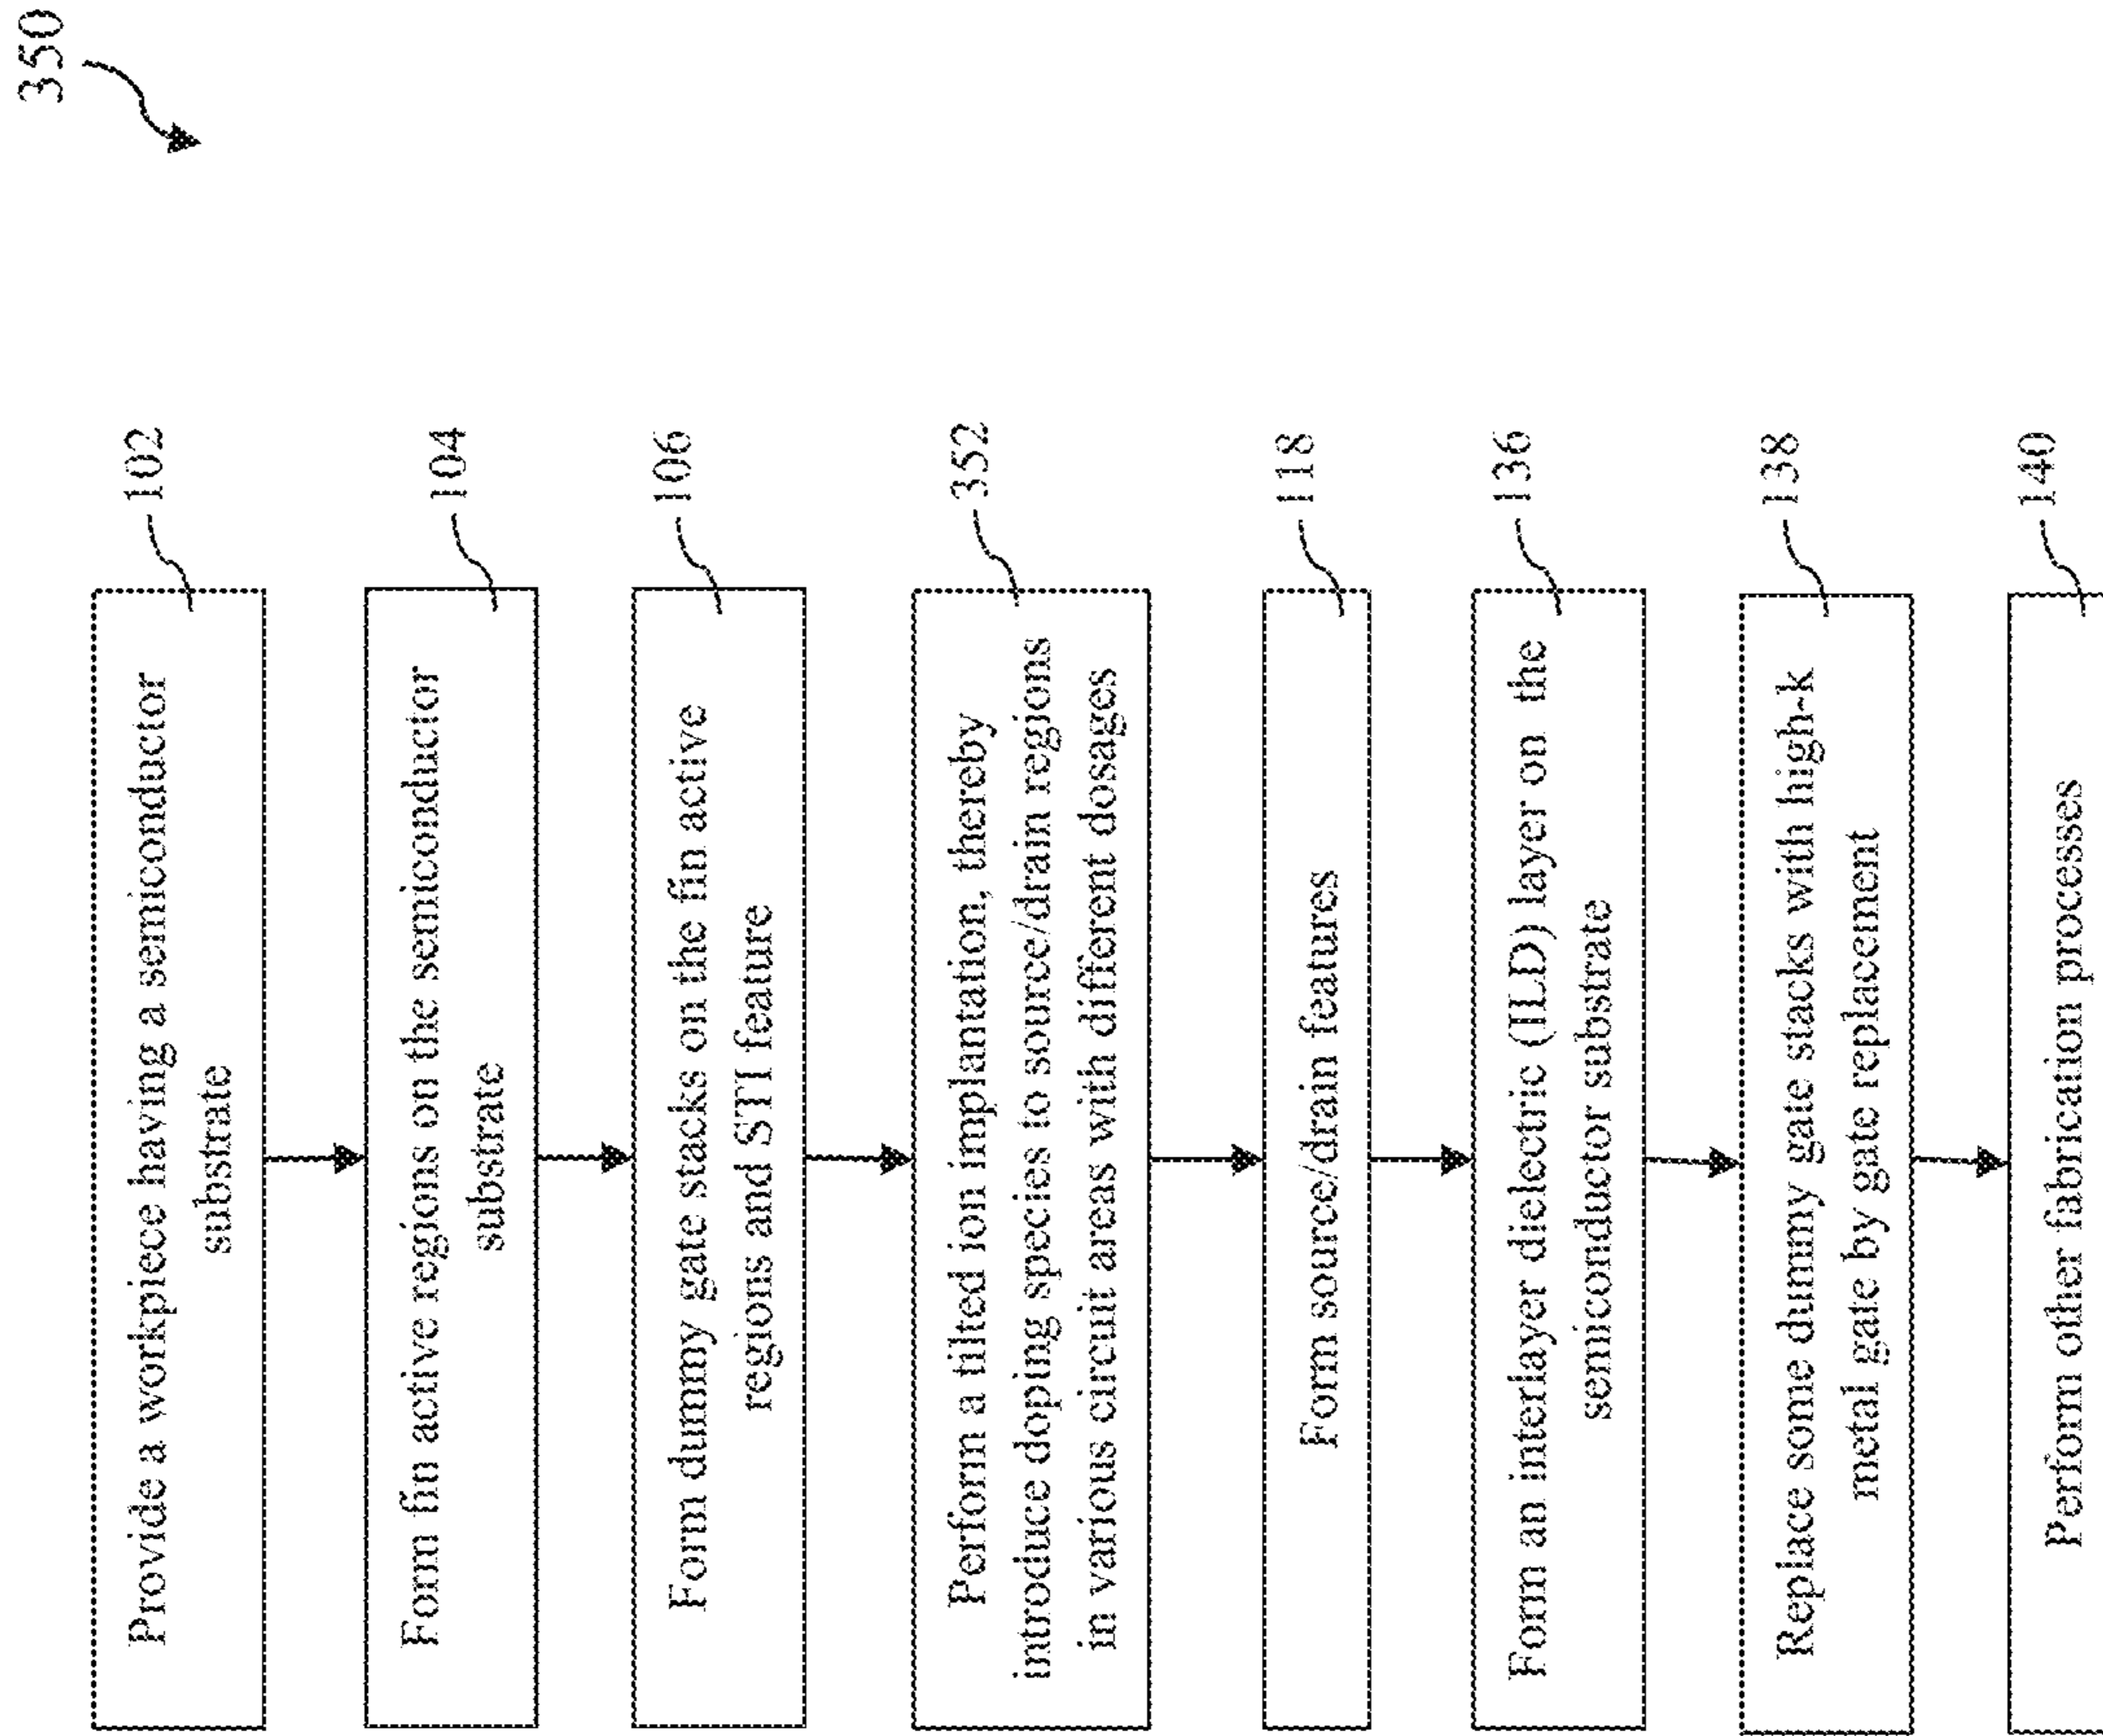 350
Provide a workpiece having a semiconductor
substrate
102
Form fin active regions on the semiconductor
substrate
104
Form dummy gate stacks on the fin active
regions and STI feature
106
Perform a tilted ion implantation, thereby
introduce doping species to source/drain regions
in various circuit areas with different dosages
352
Form source/drain features
118
Form an interlayer dielectric (ILD) layer on the
semiconductor substrate
136
Replace some dummy gate stacks with high-k
metal gate by gate replacement
138
Perform other fabrication processes
140